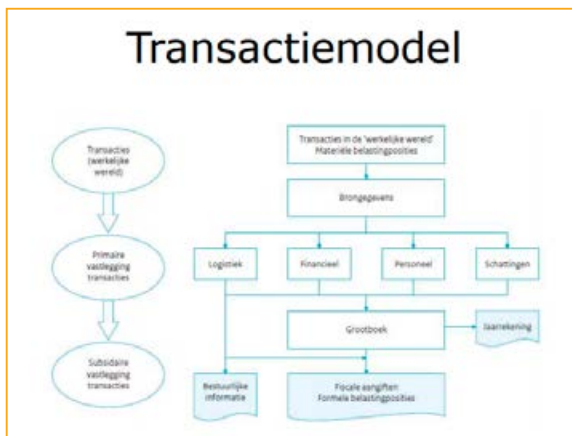 Transactiemodel
Transacties
(werkelijke
wereld)
Primaire
vastlegging
transacties
Subsidaire
vastlegging
transacties
Transacties in de 'werkelijke wereld'
Materiële belastingposities
Brongegevens
Logistiek
Financieel
Personeel
Schattingen
Grootboek
Jaarrekening
Bestuurlijke
informatie
Fiscale aangiften
Formele belastingposities